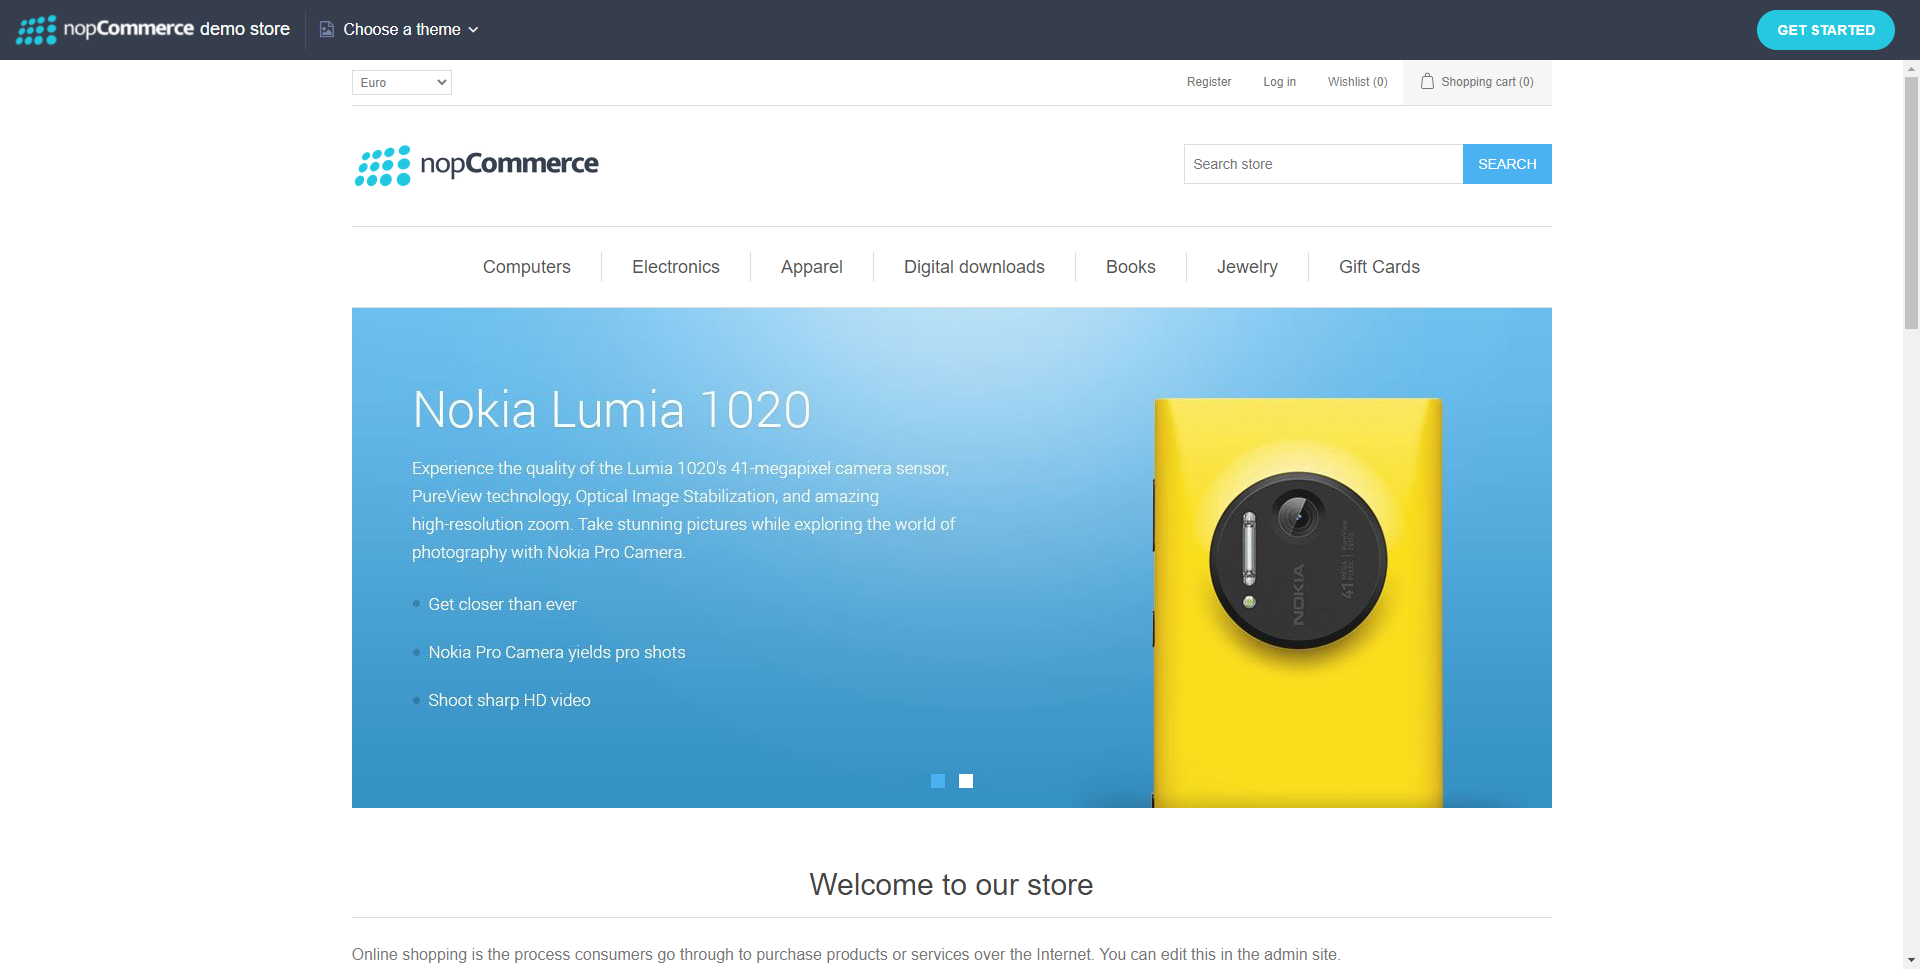 nopCommerce demo store
Choose a theme
GET STARTED
Euro
Register
Log in
Wishlist (0)
Shopping cart (0)
nopCommerce
Search store
SEARCH
Computers
Electronics
Apparel
Digital downloads
Books
Jewelry
Gift Cards
Nokia Lumia 1020
Experience the quality of the Lumia 1020's 41-megapixel camera sensor,
PureView technology, Optical Image Stabilization, and amazing
high-resolution zoom. Take stunning pictures while exploring the world of
photography with Nokia Pro Camera.
Get closer than ever
Nokia Pro Camera yields pro shots
Shoot sharp HD video
NOKIA
41 MEGA PIXEL
PureView
ZEISS
Welcome to our store
Online shopping is the process consumers go through to purchase products or services over the Internet. You can edit this in the admin site.